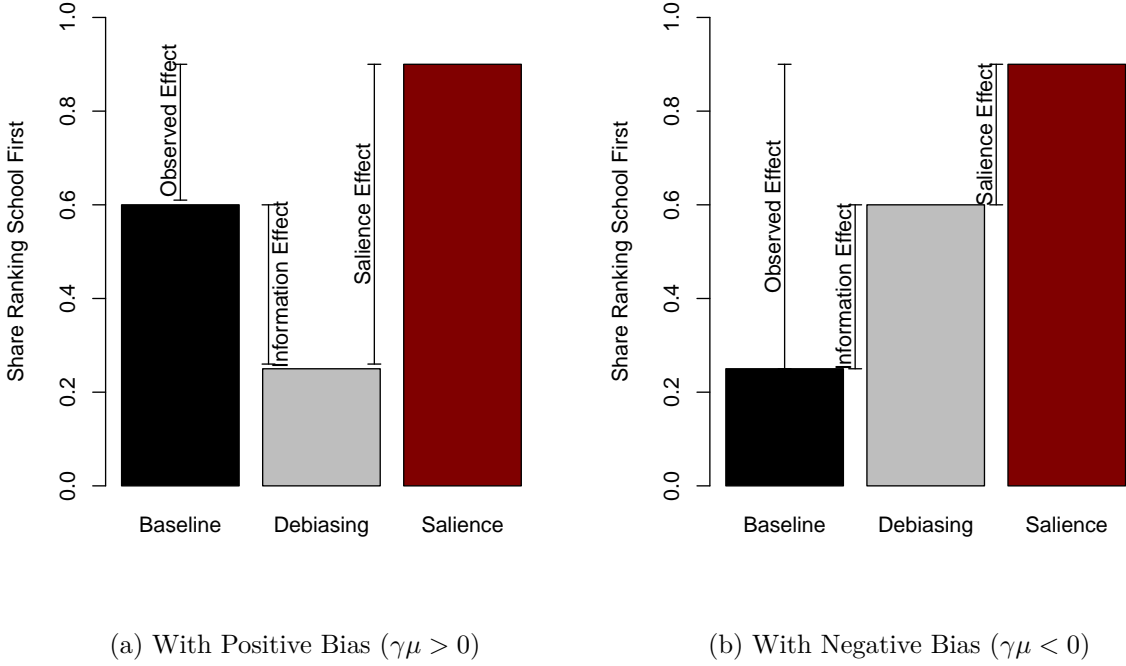 Share Ranking School First
1.0
0.8
0.6
0.4
0.2
0.0
Observed Effect
Information Effect
Salience Effect
Baseline
Debiasing
Salience
(a) With Positive Bias (γμ > 0)
Share Ranking School First
1.0
0.8
0.6
0.4
0.2
0.0
Observed Effect
Information Effect
Salience Effect
Baseline
Debiasing
Salience
(b) With Negative Bias (γμ < 0)